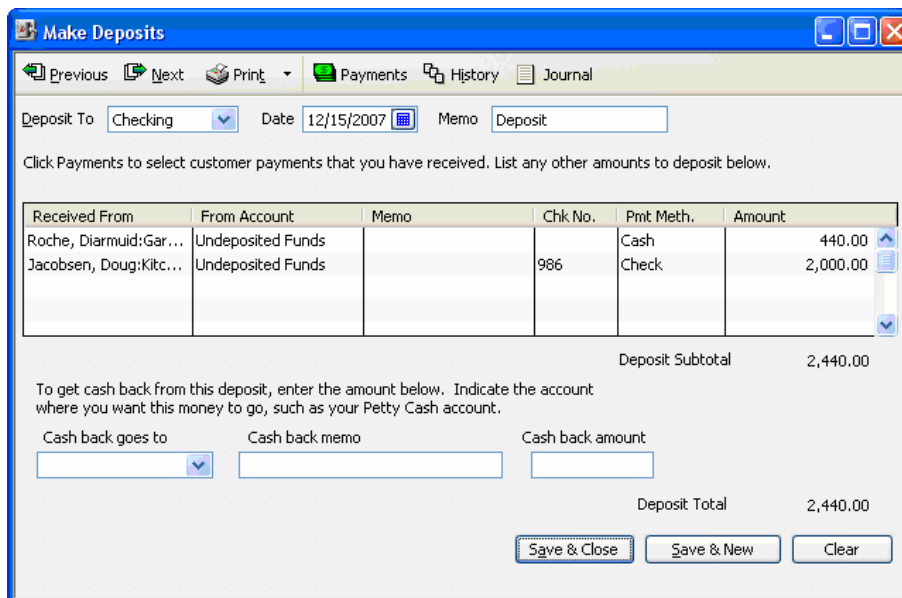 Make Deposits
Previous Next Print Payments History Journal
Deposit To Checking Date 12/15/2007 Memo Deposit
Click Payments to select customer payments that you have received. List any other amounts to deposit below.
Received From From Account Memo Chk No. Pmt Meth. Amount
Roche, Diarmuid:Gar... Undeposited Funds Cash 440.00
Jacobsen, Doug:Kitc... Undeposited Funds 986 Check 2,000.00
Deposit Subtotal 2,440.00
To get cash back from this deposit, enter the amount below. Indicate the account
where you want this money to go, such as your Petty Cash account.
Cash back goes to Cash back memo Cash back amount
Deposit Total 2,440.00
Save & Close Save & New Clear